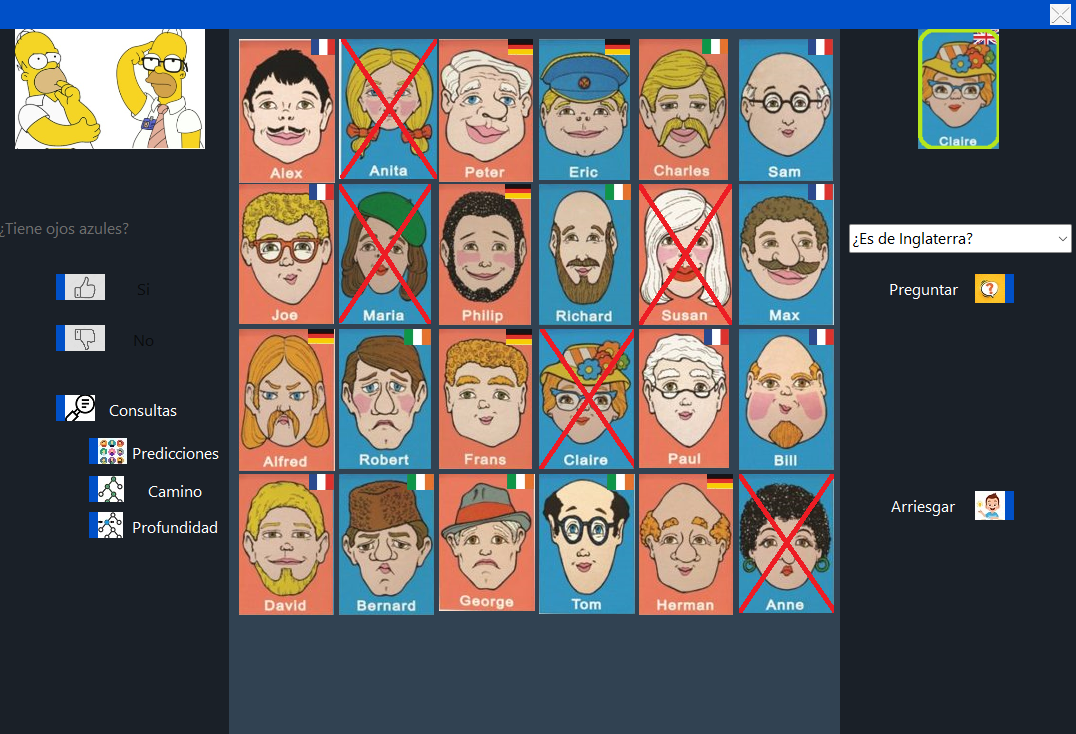 Claire
Alex
Anita
Peter
Eric
Charles
Sam
¿Tiene ojos azules?
¿Es de Inglaterra?
Si
Preguntar
Joe
Maria
Philip
Richard
Susan
Max
No
Consultas
Predicciones
Alfred
Robert
Frans
Claire
Paul
Bill
Camino
Arriesgar
Profundidad
David
Bernard
George
Tom
Herman
Anne